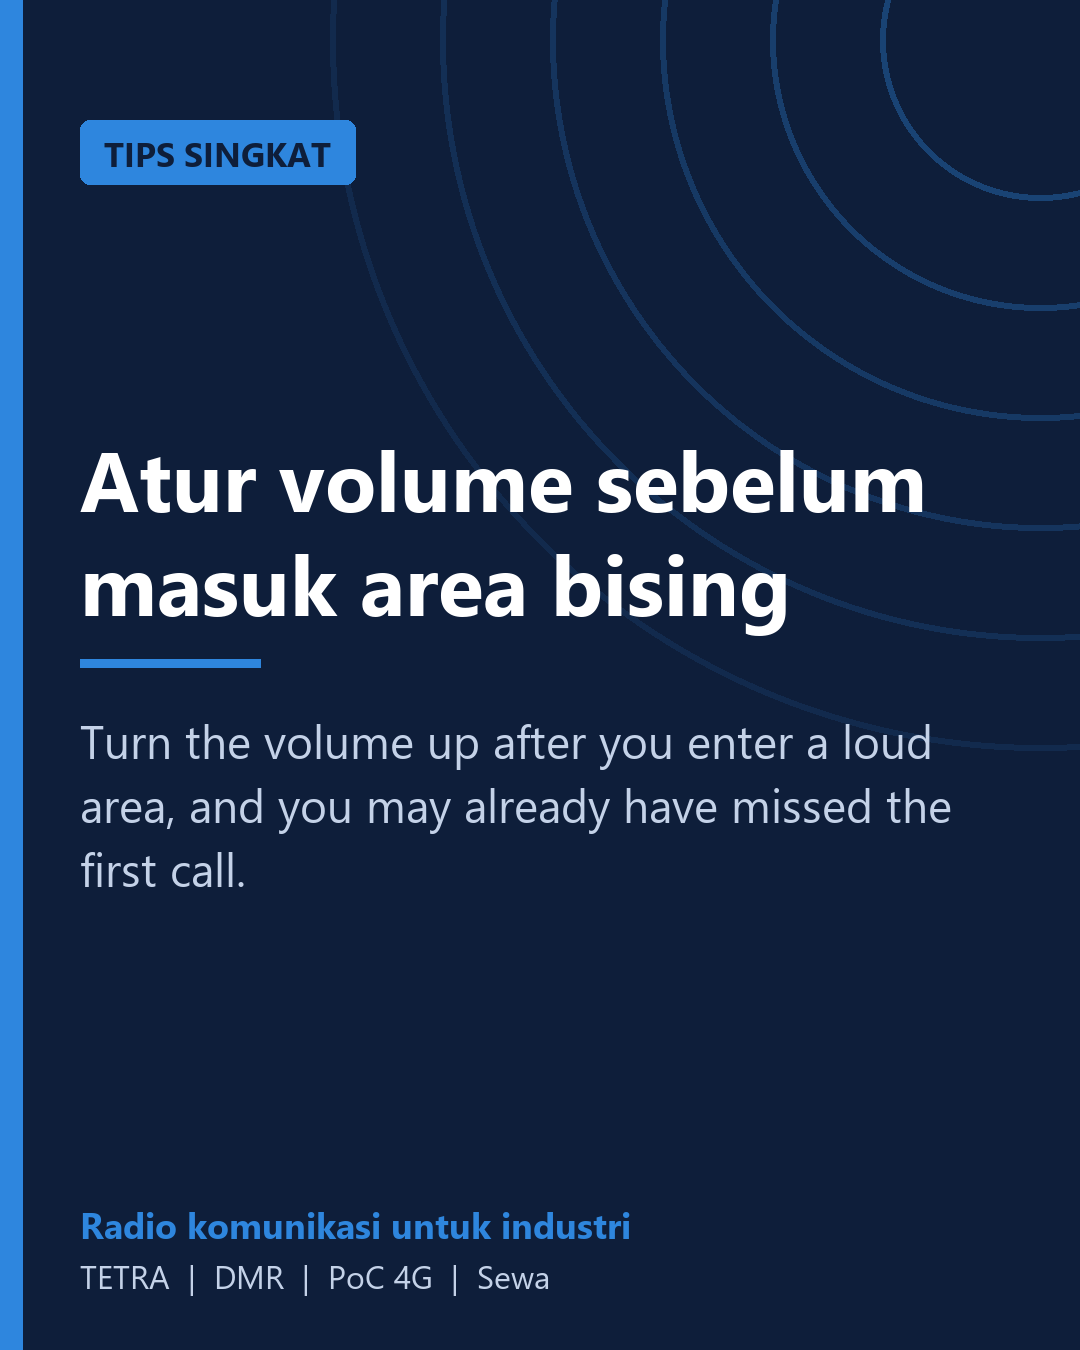 TIPS SINGKAT
Atur volume sebelum
masuk area bising
Turn the volume up after you enter a loud
area, and you may already have missed the
first call.
Radio komunikasi untuk industri
TETRA | DMR | PoC 4G | Sewa